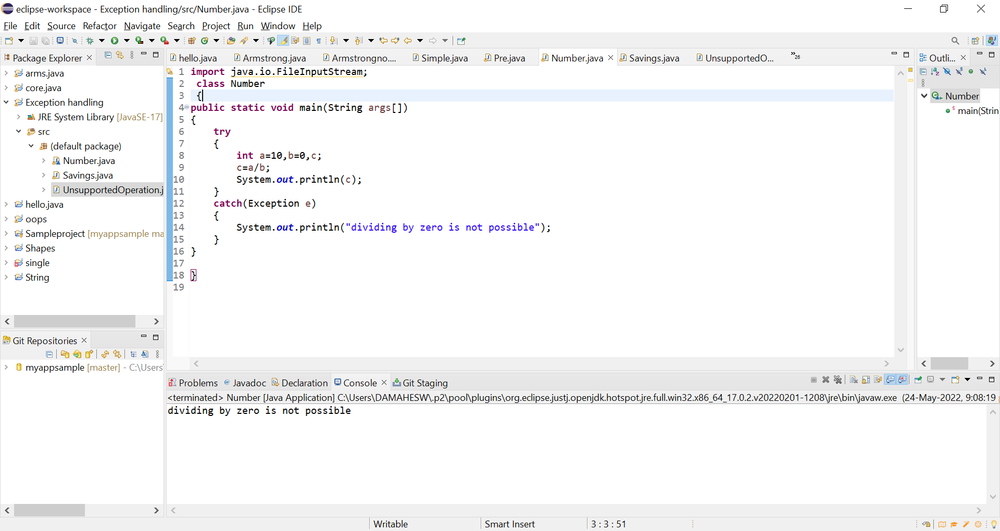 eclipse-workspace - Exception handling/src/Number.java - Eclipse IDE
File Edit Source Refactor Navigate Search Project Run Window Help
Package Explorer
arms.java
core.java
Exception handling
JRE System Library [JavaSE-17]
src
(default package)
Number.java
Savings.java
UnsupportedOperation.j
hello.java
oops
Sampleproject [myappsample ma
Shapes
single
String
Git Repositories
myappsample [master] - C:\Users
hello.java Armstrong.java Armstrongno.... Simple.java Pre.java Number.java Savings.java UnsupportedO... »26
1 import java.io.FileInputStream;
2 class Number
3 {
4 public static void main(String args[])
5 {
6 try
7 {
8 int a=10,b=0,c;
9 c=a/b;
10 System.out.println(c);
11 }
12 catch(Exception e)
13 {
14 System.out.println("dividing by zero is not possible");
15 }
16 }
17
18 }
19
Outli...
Number
main(Strin
Problems @ Javadoc Declaration Console Git Staging
<terminated> Number [Java Application] C:\Users\DAMAHESW\.p2\pool\plugins\org.eclipse.justj.openjdk.hotspot.jre.full.win32.x86_64_17.0.2.v20220201-1208\jre\bin\javaw.exe (24-May-2022, 9:08:19
dividing by zero is not possible
Writable Smart Insert 3 : 3 : 51